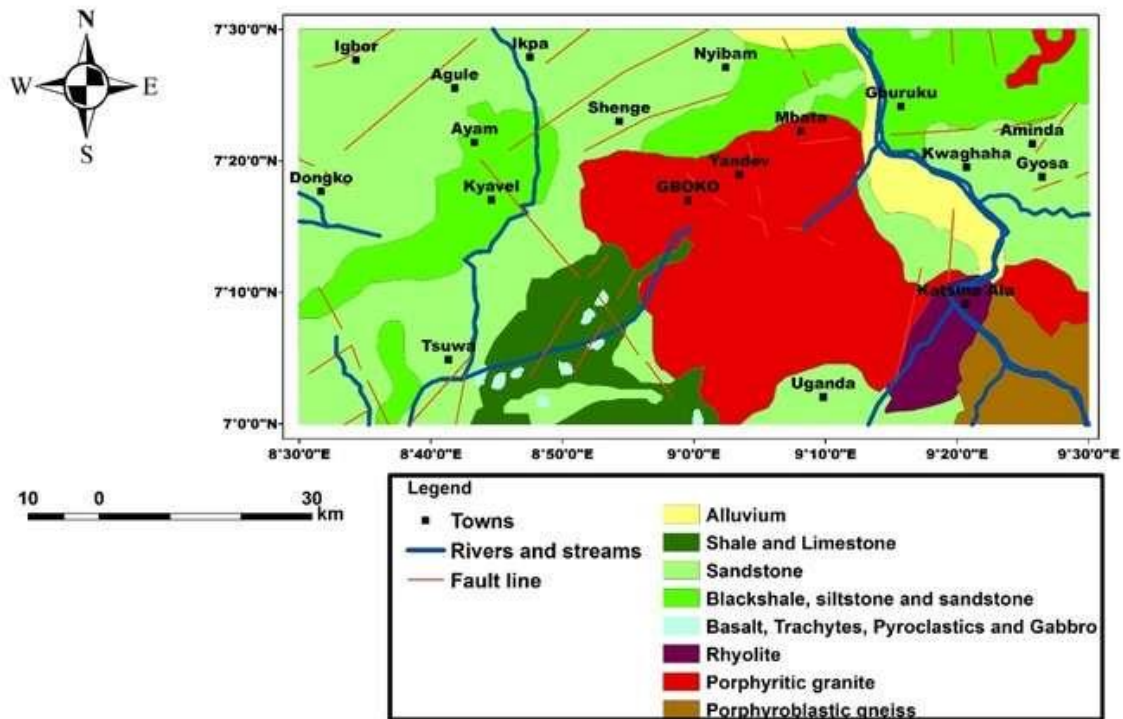 N
W E
S
7°30'0"N
7°20'0"N
7°10'0"N
7°0'0"N
Igbor
Ikpa
Nyibam
Agule
Gburuku
Shenge
Mbata
Ayam
Aminda
Yandev
Kwaghaha
Gyosa
Dongko
Kyavel
GBOKO
Katsina Ala
Tsuwa
Uganda
8°30'0"E 8°40'0"E 8°50'0"E 9°0'0"E 9°10'0"E 9°20'0"E 9°30'0"E
10 0 30
km
Legend
Towns
Rivers and streams
Fault line
Alluvium
Shale and Limestone
Sandstone
Blackshale, siltstone and sandstone
Basalt, Trachytes, Pyroclastics and Gabbro
Rhyolite
Porphyritic granite
Porphyroblastic gneiss